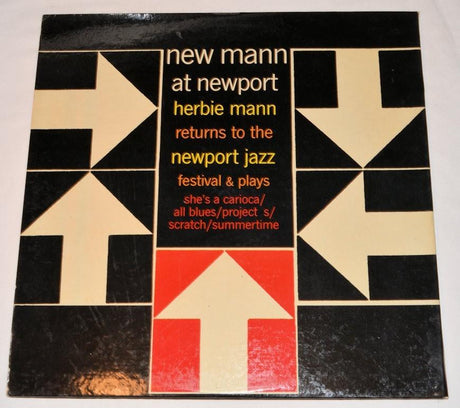 new mann
at newport
herbie mann
returns to the
newport jazz
festival & plays
she's a carioca/
all blues/project s/
scratch/summertime